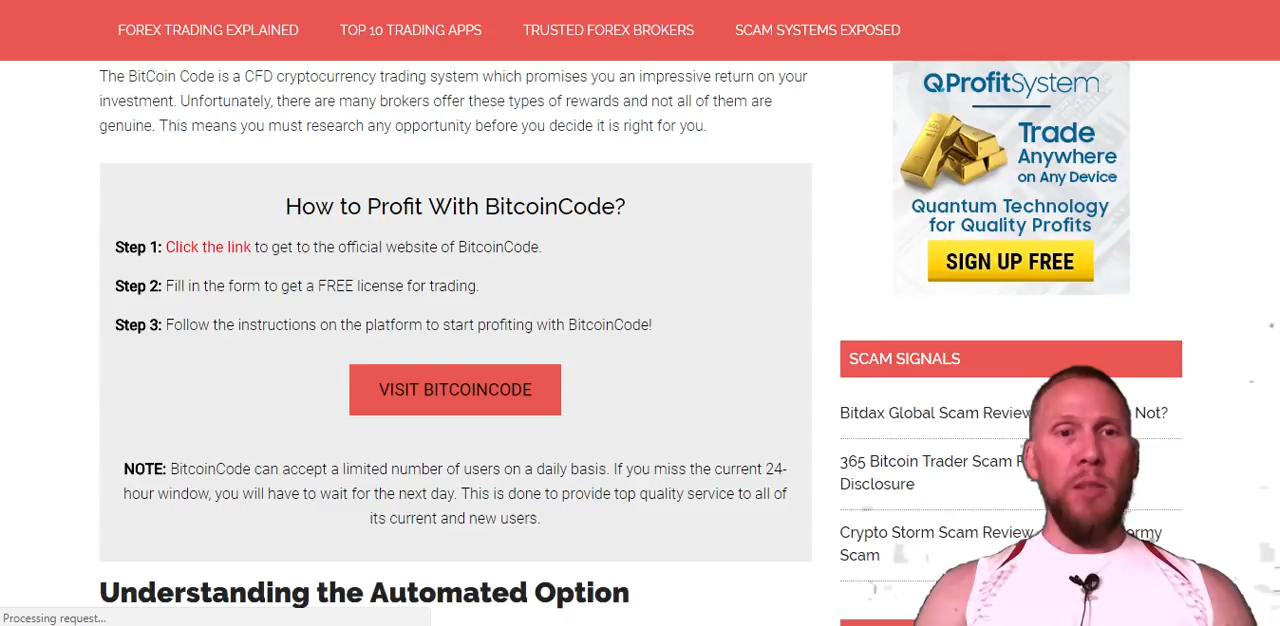 FOREX TRADING EXPLAINED TOP 10 TRADING APPS TRUSTED FOREX BROKERS SCAM SYSTEMS EXPOSED
The BitCoin Code is a CFD cryptocurrency trading system which promises you an impressive return on your
investment. Unfortunately, there are many brokers offer these types of rewards and not all of them are
genuine. This means you must research any opportunity before you decide it is right for you.
How to Profit With BitcoinCode?
Step 1: Click the link to get to the official website of BitcoinCode.
Step 2: Fill in the form to get a FREE license for trading.
Step 3: Follow the instructions on the platform to start profiting with BitcoinCode!
VISIT BITCOINCODE
NOTE: BitcoinCode can accept a limited number of users on a daily basis. If you miss the current 24-
hour window, you will have to wait for the next day. This is done to provide top quality service to all of
its current and new users.
Understanding the Automated Option
Processing request...
QProfitSystem
Trade
Anywhere
on Any Device
Quantum Technology
for Quality Profits
SIGN UP FREE
SCAM SIGNALS
Bitdax Global Scam Review Not?
365 Bitcoin Trader Scam
Disclosure
Crypto Storm Scam Review
Scam